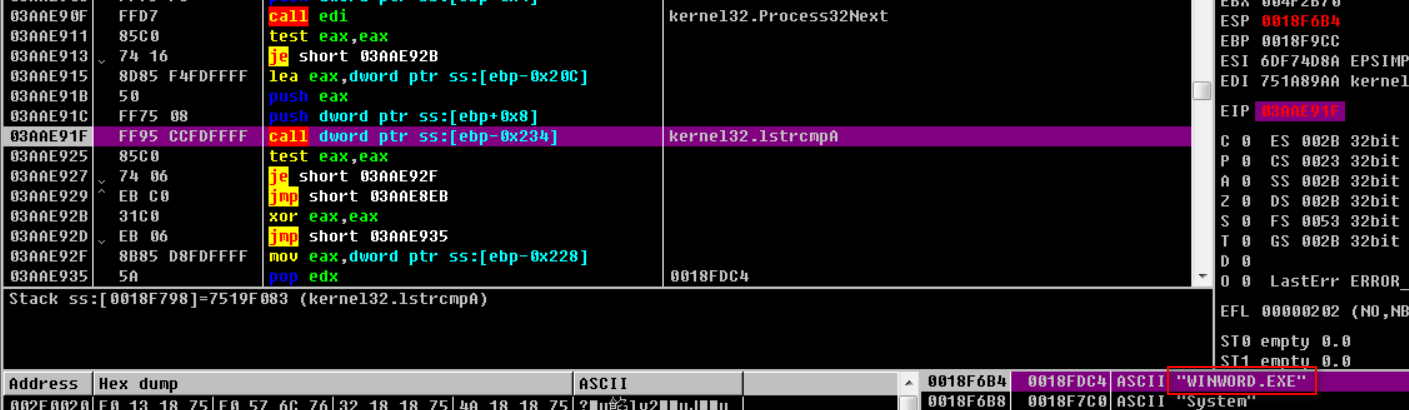 03AAE90F FFD7 call edi kernel32.Process32Next
03AAE911 85C0 test eax,eax
03AAE913 74 16 je short 03AAE92B
03AAE915 8D85 F4FDFFFF lea eax,dword ptr ss:[ebp-0x20C]
03AAE91B 50 push eax
03AAE91C FF75 08 push dword ptr ss:[ebp+0x8]
03AAE91F FF95 CCFDFFFF call dword ptr ss:[ebp-0x234] kernel32.lstrcmpA
03AAE925 85C0 test eax,eax
03AAE927 74 06 je short 03AAE92F
03AAE929 EB C0 jmp short 03AAE8EB
03AAE92B 31C0 xor eax,eax
03AAE92D EB 06 jmp short 03AAE935
03AAE92F 8B85 D8FDFFFF mov eax,dword ptr ss:[ebp-0x228]
03AAE935 5A pop edx 0018FDC4
Stack ss:[0018F798]=7519F083 (kernel32.lstrcmpA)
Address Hex dump ASCII
0018F6B4 0018FDC4 ASCII "WINWORD.EXE"
0018F6B8 0018F7C0 ASCII "System"
ESP 0018F6B4
EBP 0018F9CC
ESI 6DF74D8A EPSIMP
EDI 751A89AA kernel
EIP 03AAE91F
C 0 ES 002B 32bit
P 0 CS 0023 32bit
A 0 SS 002B 32bit
Z 0 DS 002B 32bit
S 0 FS 0053 32bit
T 0 GS 002B 32bit
D 0
O 0 LastErr ERROR_
EFL 00000202 (NO,NB
ST0 empty 0.0
ST1 empty 0.0